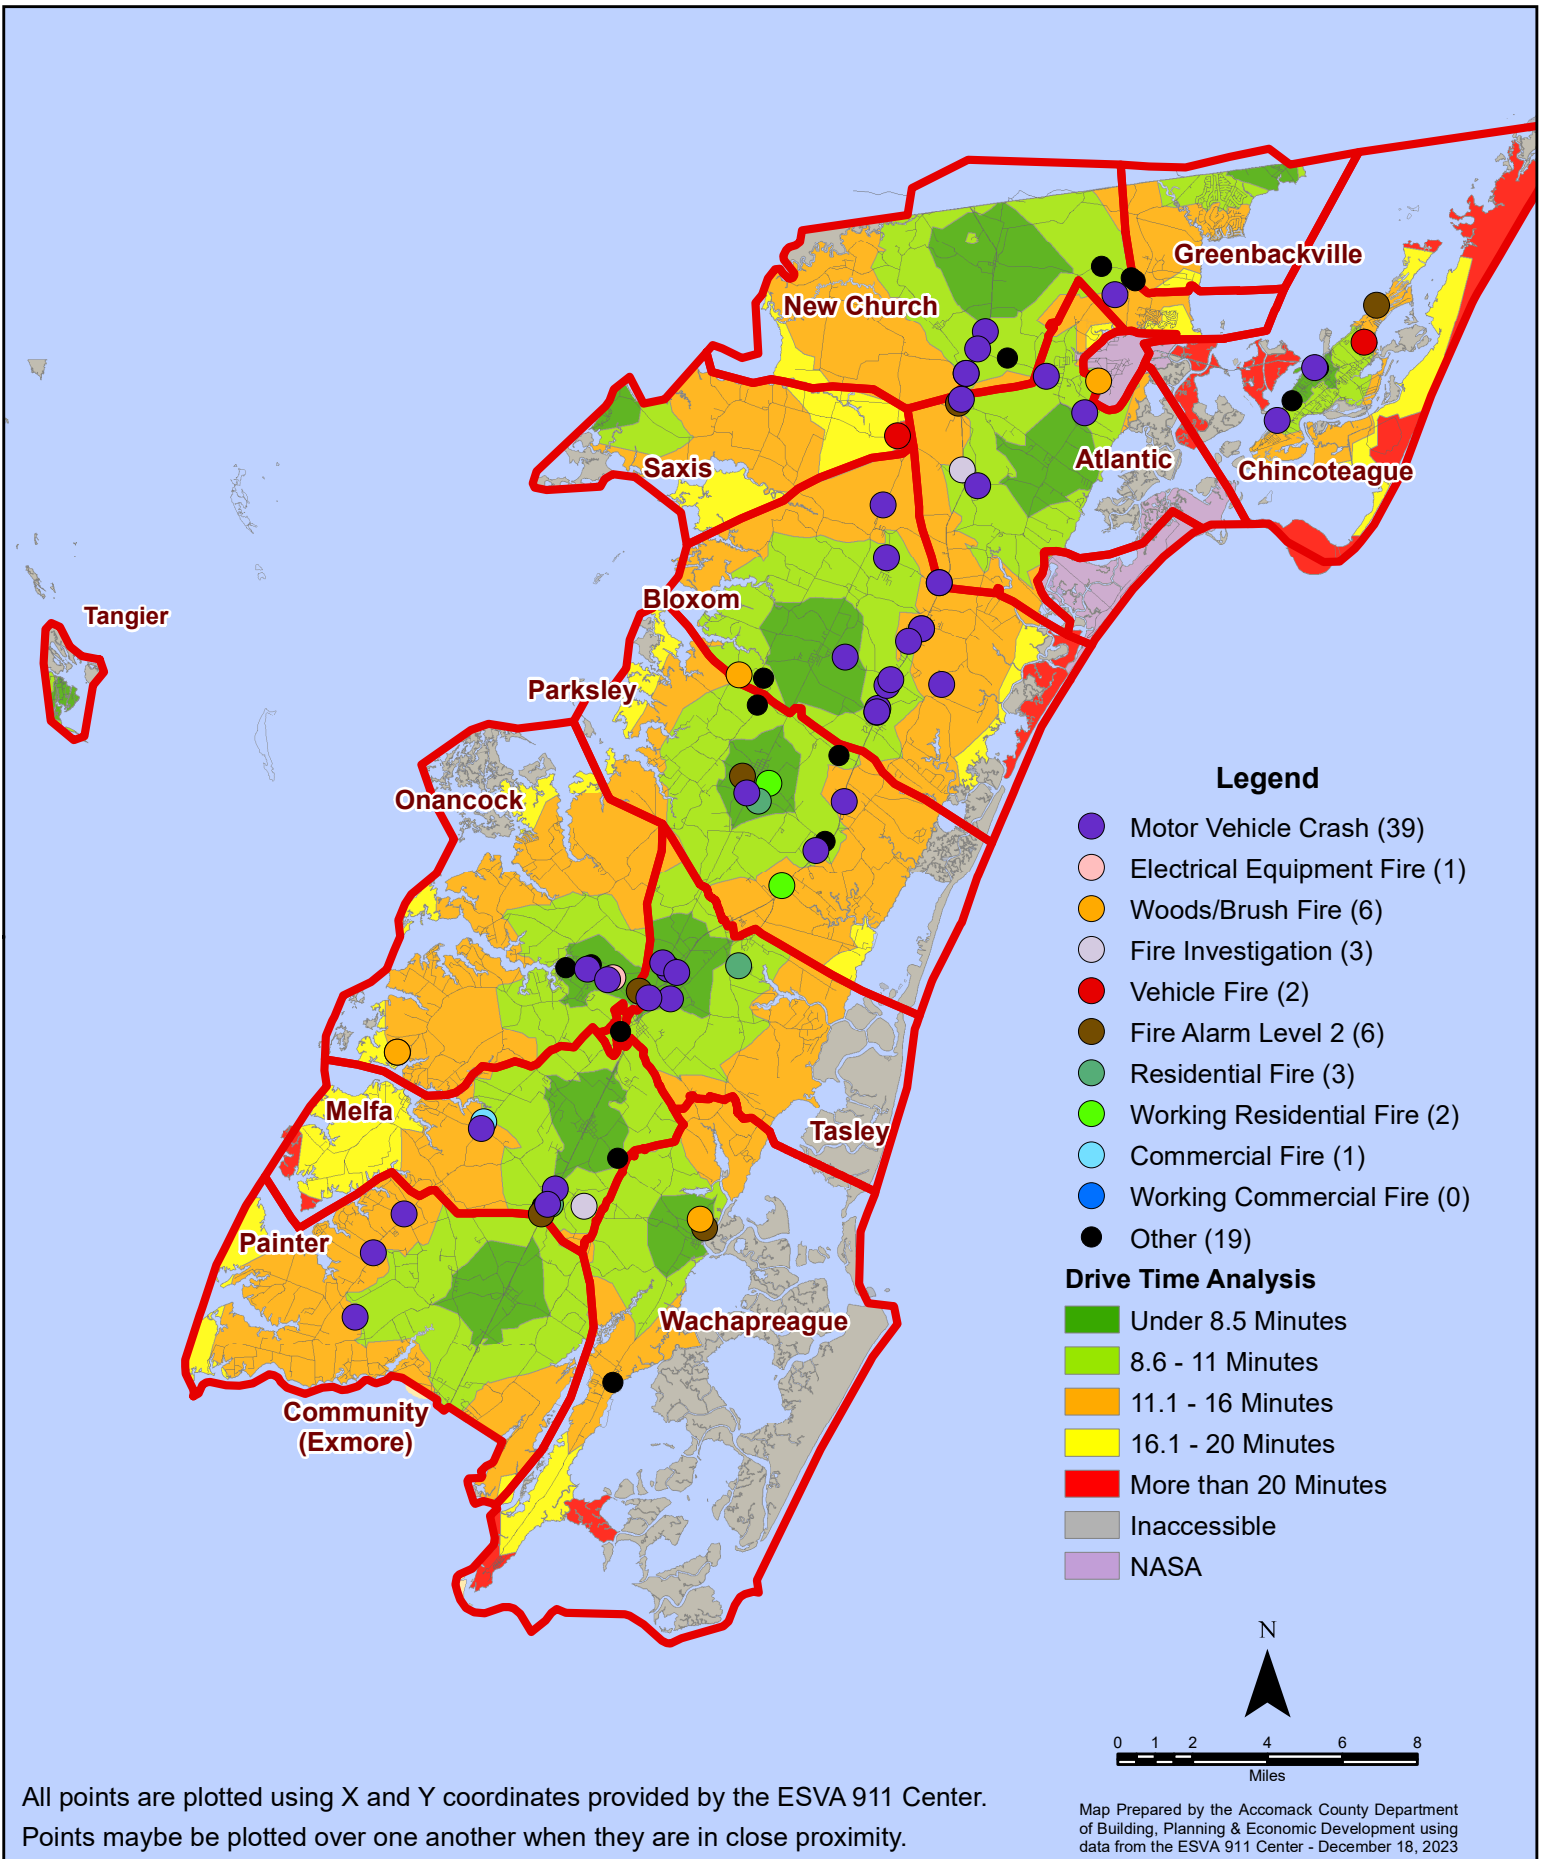 Greenbackville
New Church
Atlantic
Saxis
Chincoteague
Bloxom
Tangier
Parksley
Onancock
Melfa
Tasley
Painter
Wachapreague
Community
(Exmore)
Legend
Motor Vehicle Crash (39)
Electrical Equipment Fire (1)
Woods/Brush Fire (6)
Fire Investigation (3)
Vehicle Fire (2)
Fire Alarm Level 2 (6)
Residential Fire (3)
Working Residential Fire (2)
Commercial Fire (1)
Working Commercial Fire (0)
Other (19)
Drive Time Analysis
Under 8.5 Minutes
8.6 - 11 Minutes
11.1 - 16 Minutes
16.1 - 20 Minutes
More than 20 Minutes
Inaccessible
NASA
N
0 1 2 4 6 8
Miles
All points are plotted using X and Y coordinates provided by the ESVA 911 Center.
Points maybe be plotted over one another when they are in close proximity.
Map Prepared by the Accomack County Department
of Building, Planning & Economic Development using
data from the ESVA 911 Center - December 18, 2023